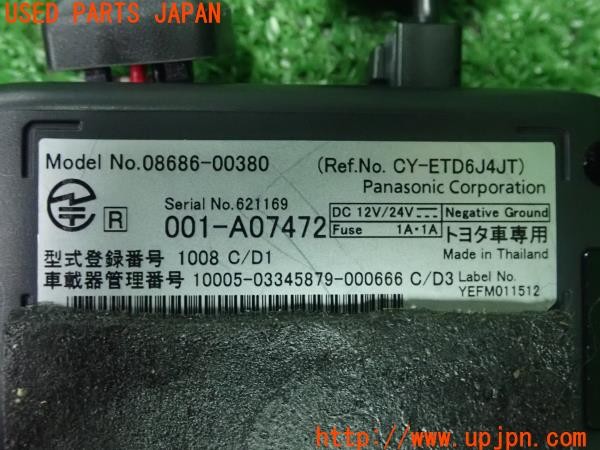 USED PARTS JAPAN
Model No.08686-00380 (Ref.No. CY-ETD6J4JT)
Panasonic Corporation
Serial No.621169
R 001-A07472
DC 12V/24V Negative Ground
Fuse 1A・1A トヨタ車専用
型式登録番号 1008 C/D1 Made in Thailand
車載器管理番号 10005-03345879-000666 C/D3 Label No.
YEFM011512
http://www.upjpn.com/